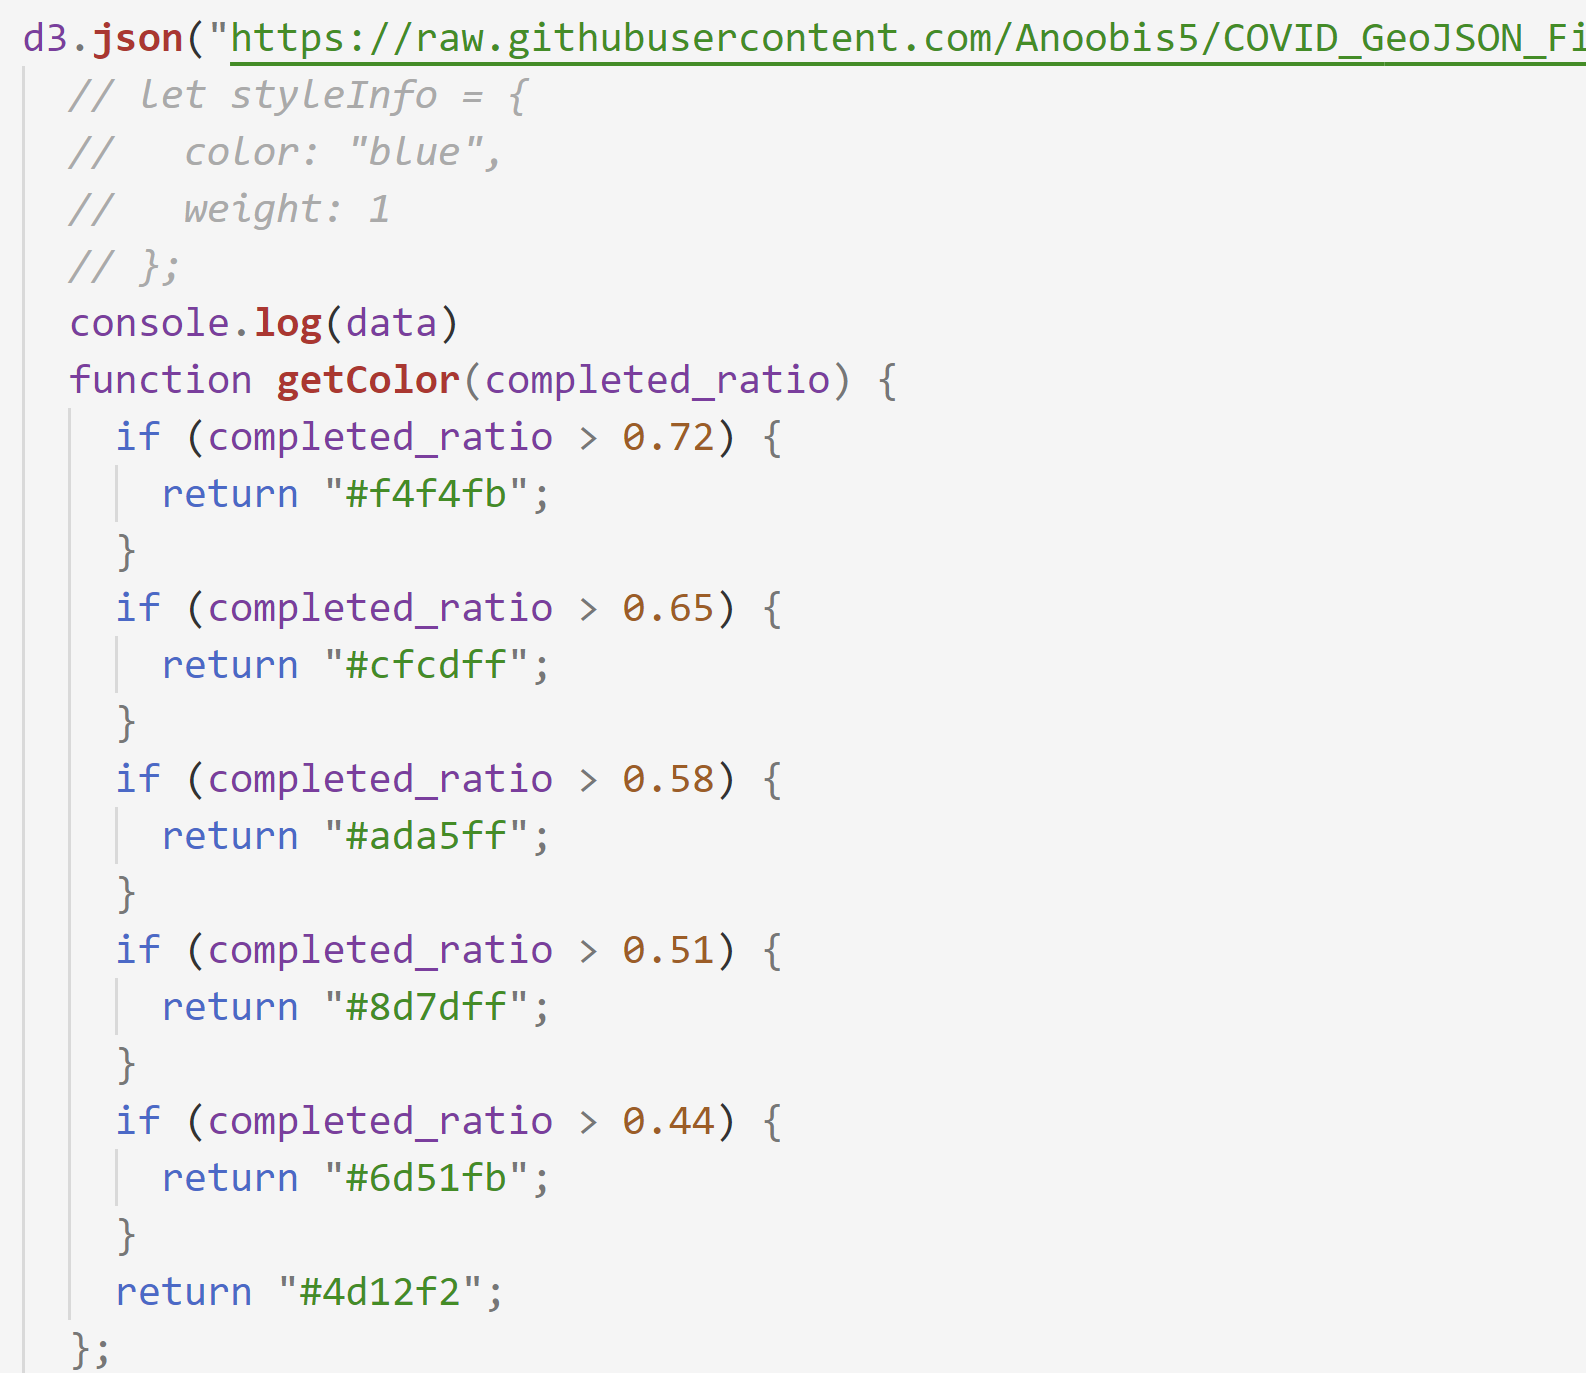 d3.json("https://raw.githubusercontent.com/Anoobis5/COVID_GeoJSON_Fi
// let styleInfo = {
//   color: "blue",
//   weight: 1
// };
console.log(data)
function getColor(completed_ratio) {
if (completed_ratio > 0.72) {
return "#f4f4fb";
}
if (completed_ratio > 0.65) {
return "#cfcdff";
}
if (completed_ratio > 0.58) {
return "#ada5ff";
}
if (completed_ratio > 0.51) {
return "#8d7dff";
}
if (completed_ratio > 0.44) {
return "#6d51fb";
}
return "#4d12f2";
};